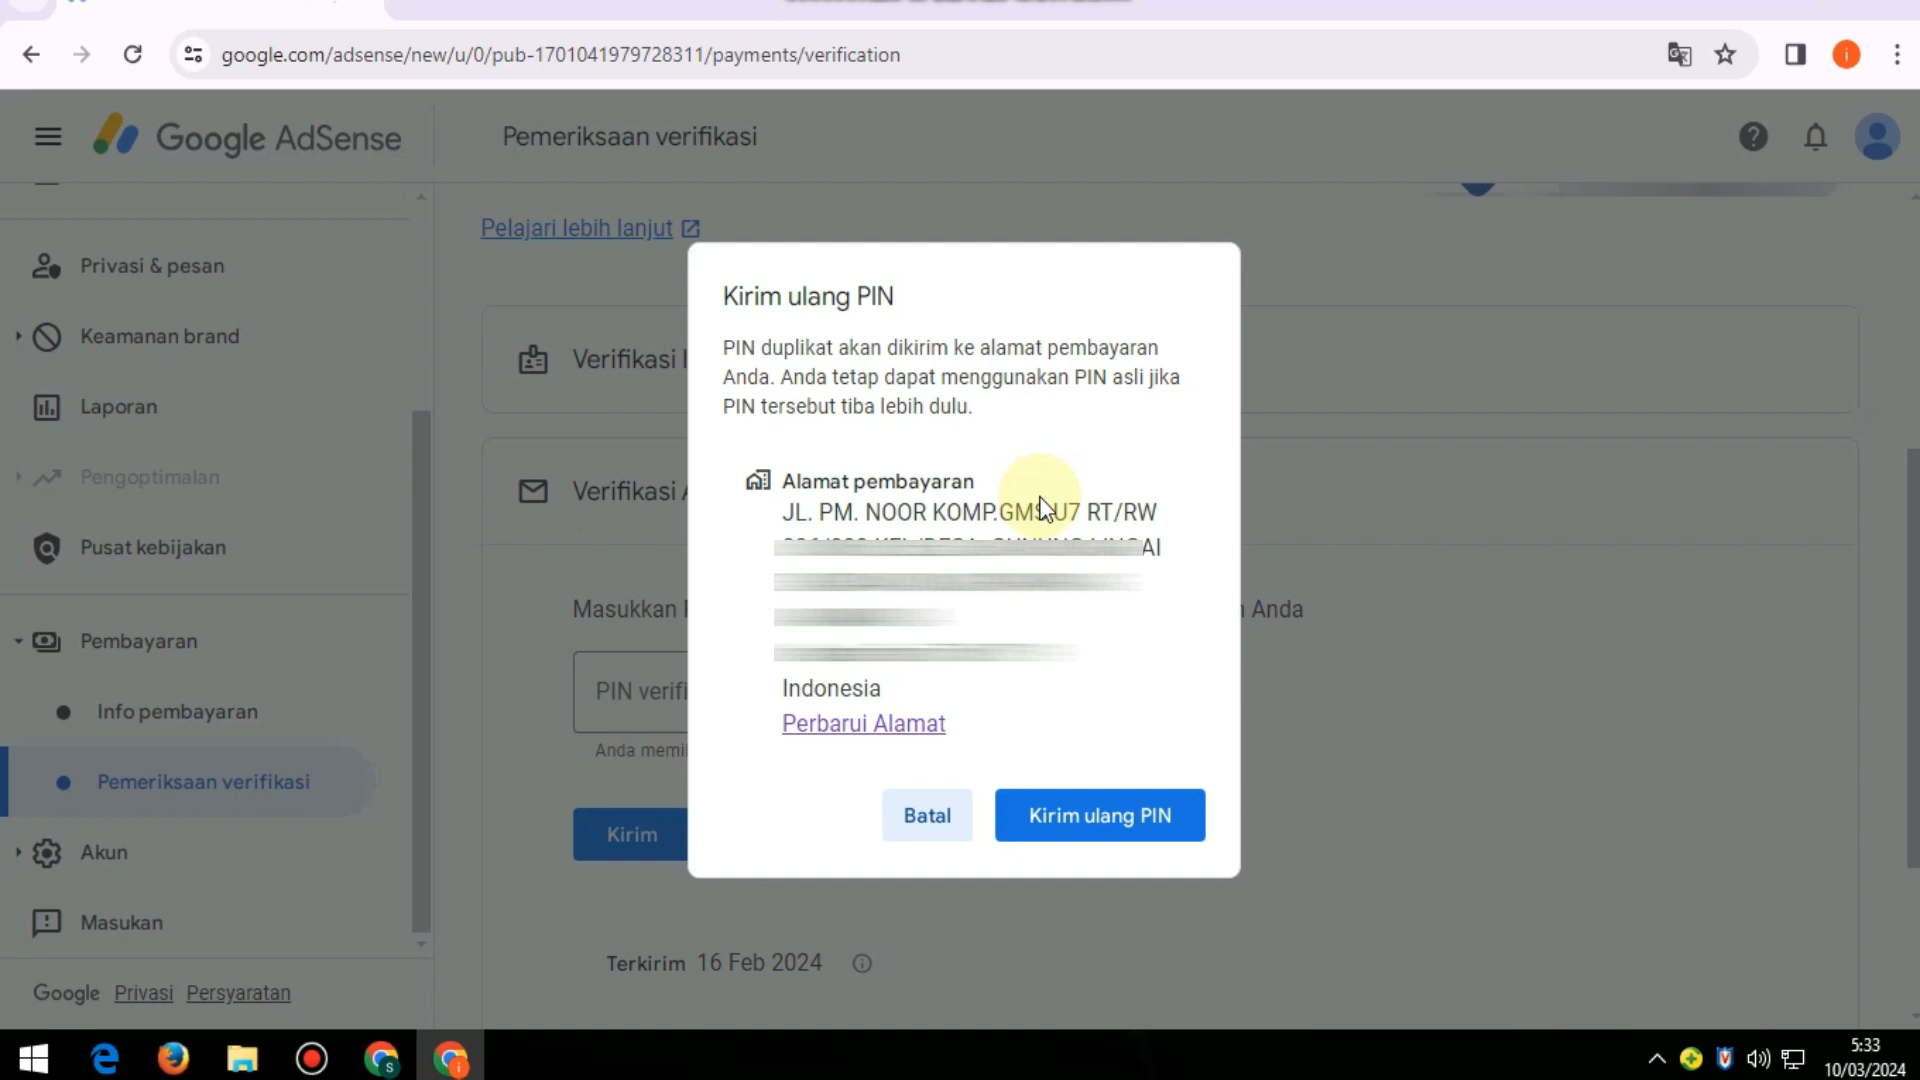 google.com/adsense/new/u/0/pub-1701041979728311/payments/verification
i
Google AdSense
Pemeriksaan verifikasi
Privasi & pesan
Keamanan brand
Laporan
Pengoptimalan
Pusat kebijakan
Pembayaran
Info pembayaran
Pemeriksaan verifikasi
Akun
Masukan
Google Privasi Persyaratan
Pelajari lebih lanjut
Verifikasi
Verifikasi
Masukkan
Anda
PIN
Anda
Kirim
Terkirim 16 Feb 2024
Kirim ulang PIN
PIN duplikat akan dikirim ke alamat pembayaran
Anda. Anda tetap dapat menggunakan PIN asli jika
PIN tersebut tiba lebih dulu.
Alamat pembayaran
JL. PM. NOOR KOMP.GMS U7 RT/RW
Indonesia
Perbarui Alamat
Batal
Kirim ulang PIN
5:33
10/03/2024